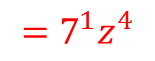 = 7¹z⁴